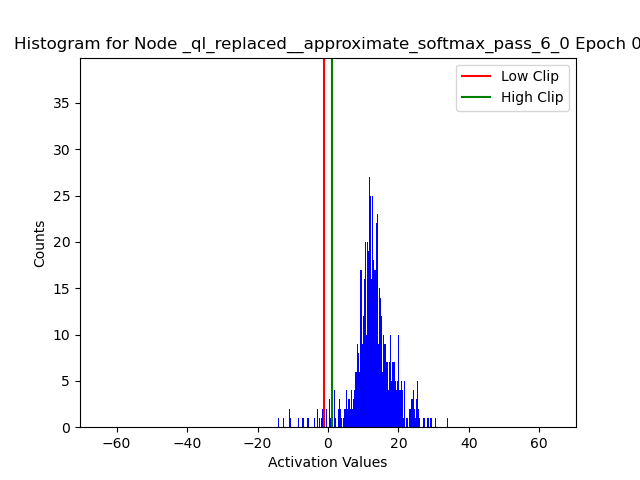 Histogram for Node _ql_replaced__approximate_softmax_pass_6_0 Epoch 0
Low Clip
High Clip
35
30
25
20
15
10
5
0
Counts
−60 −40 −20 0 20 40 60
Activation Values